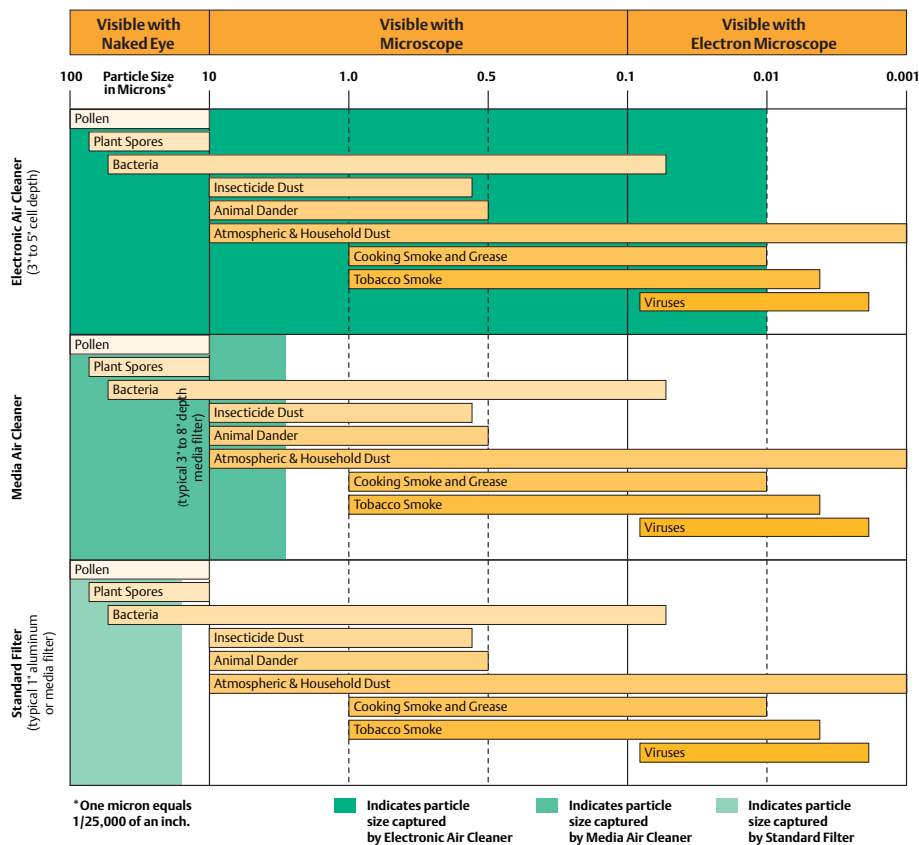 Visible with
Naked Eye
Visible with
Microscope
Visible with
Electron Microscope
100
Particle Size
in Microns*
10
1.0
0.5
0.1
0.01
0.001
Electronic Air Cleaner
(3" to 5" cell depth)
Pollen
Plant Spores
Bacteria
Insecticide Dust
Animal Dander
Atmospheric & Household Dust
Cooking Smoke and Grease
Tobacco Smoke
Viruses
Media Air Cleaner
(typical 3" to 8" depth
media filter)
Pollen
Plant Spores
Bacteria
Insecticide Dust
Animal Dander
Atmospheric & Household Dust
Cooking Smoke and Grease
Tobacco Smoke
Viruses
Standard Filter
(typical 1" aluminum
or media filter)
Pollen
Plant Spores
Bacteria
Insecticide Dust
Animal Dander
Atmospheric & Household Dust
Cooking Smoke and Grease
Tobacco Smoke
Viruses
*One micron equals
1/25,000 of an inch.
Indicates particle
size captured
by Electronic Air Cleaner
Indicates particle
size captured
by Media Air Cleaner
Indicates particle
size captured
by Standard Filter